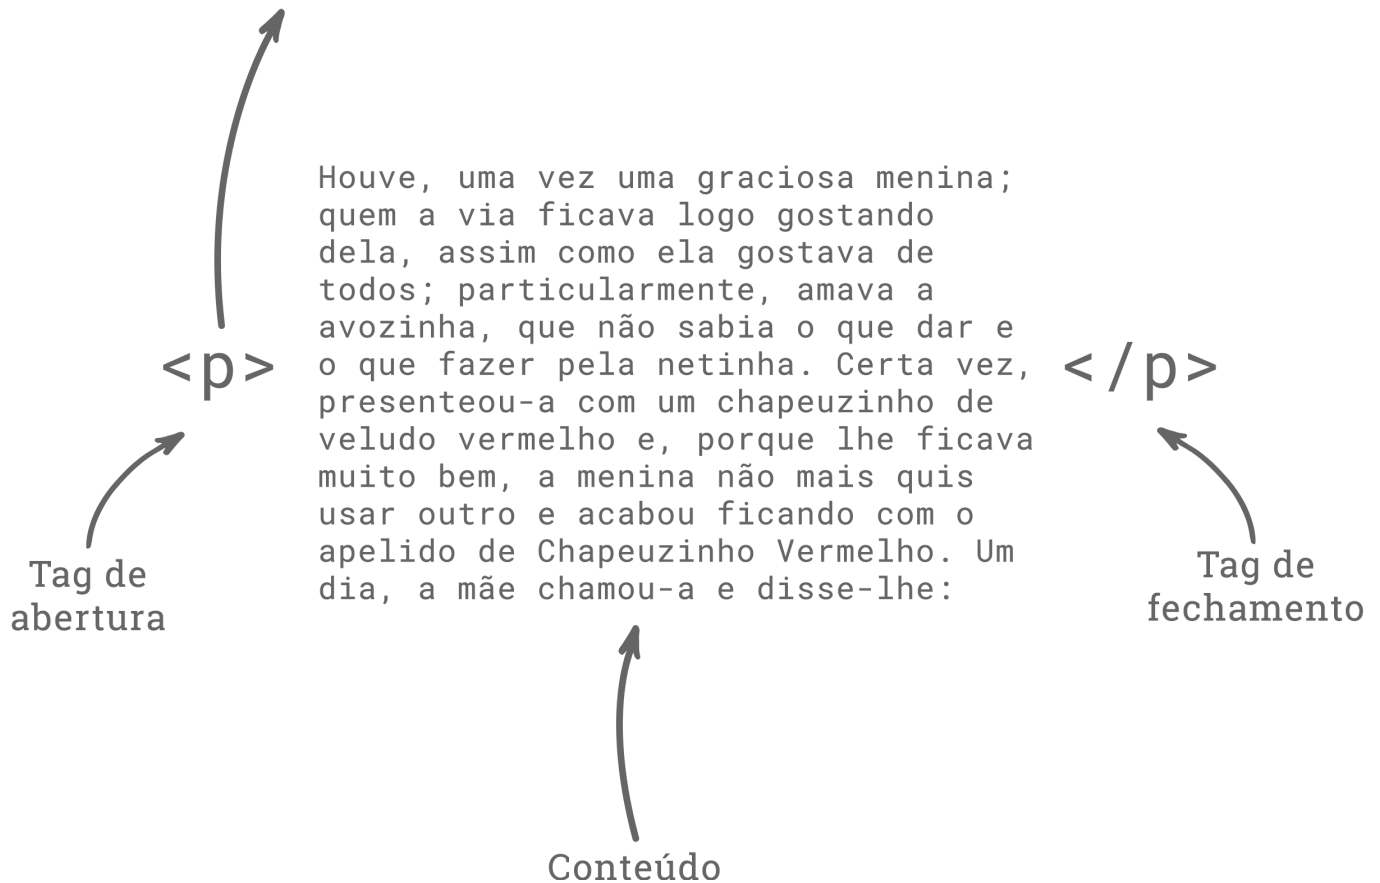 Houve, uma vez uma graciosa menina;
quem a via ficava logo gostando
dela, assim como ela gostava de
todos; particularmente, amava a
avozinha, que não sabia o que dar e
<p>
o que fazer pela netinha. Certa vez,
</p>
presenteou-a com um chapeuzinho de
veludo vermelho e, porque lhe ficava
muito bem, a menina não mais quis
usar outro e acabou ficando com o
apelido de Chapeuzinho Vermelho. Um
dia, a mãe chamou-a e disse-lhe:
Tag de
abertura
Tag de
fechamento
Conteúdo